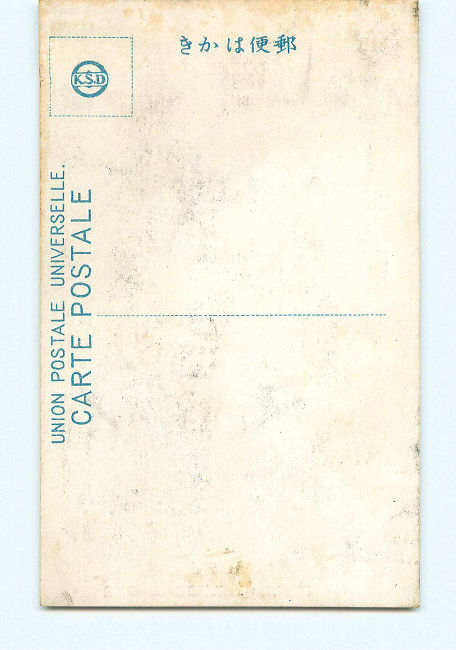 きかは便郵
K.S.D
UNION POSTALE UNIVERSELLE.
CARTE POSTALE